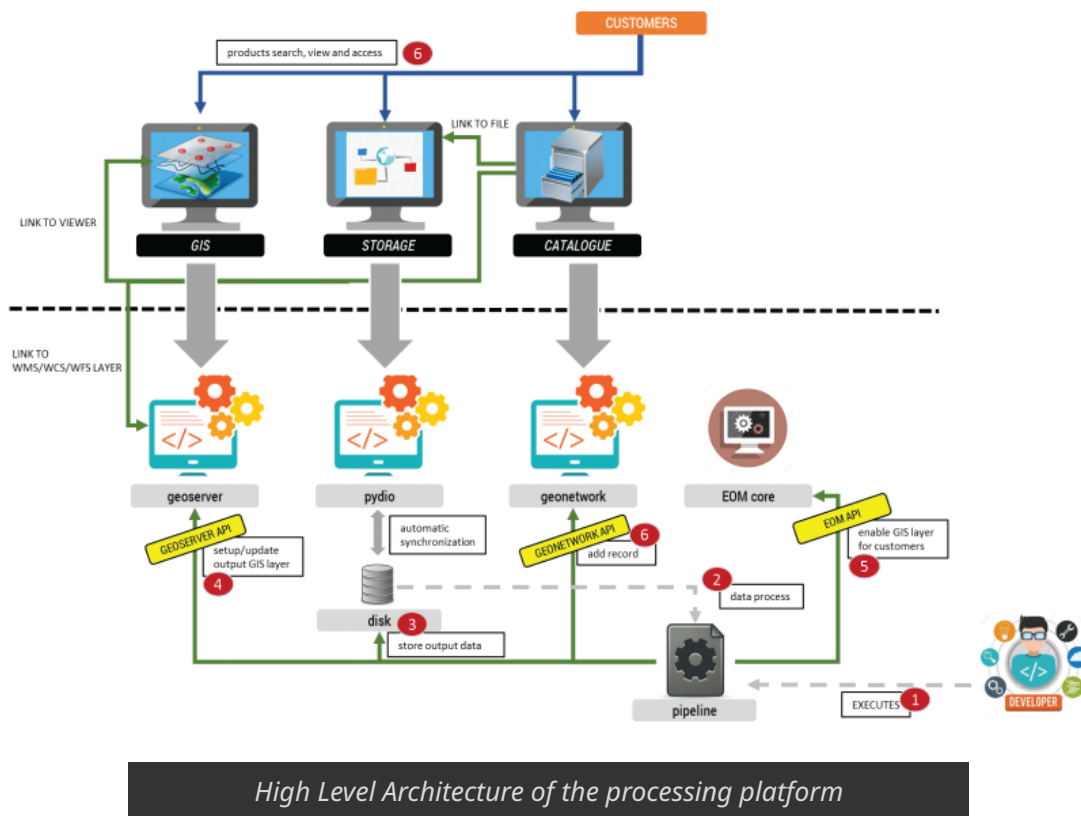 CUSTOMERS
products search, view and access
6
LINK TO FILE
LINK TO VIEWER
GIS
STORAGE
CATALOGUE
LINK TO
WMS/WCS/WFS LAYER
</>
</>
</>
geoserver
pydio
geonetwork
EOM core
GEOSERVER API
setup/update
output GIS layer
4
automatic
synchronization
GEONETWORK API
6
add record
EOM API
enable GIS layer
for customers
5
2
data process
disk
3
store output data
pipeline
EXECUTES
1
</>
DEVELOPER
High Level Architecture of the processing platform